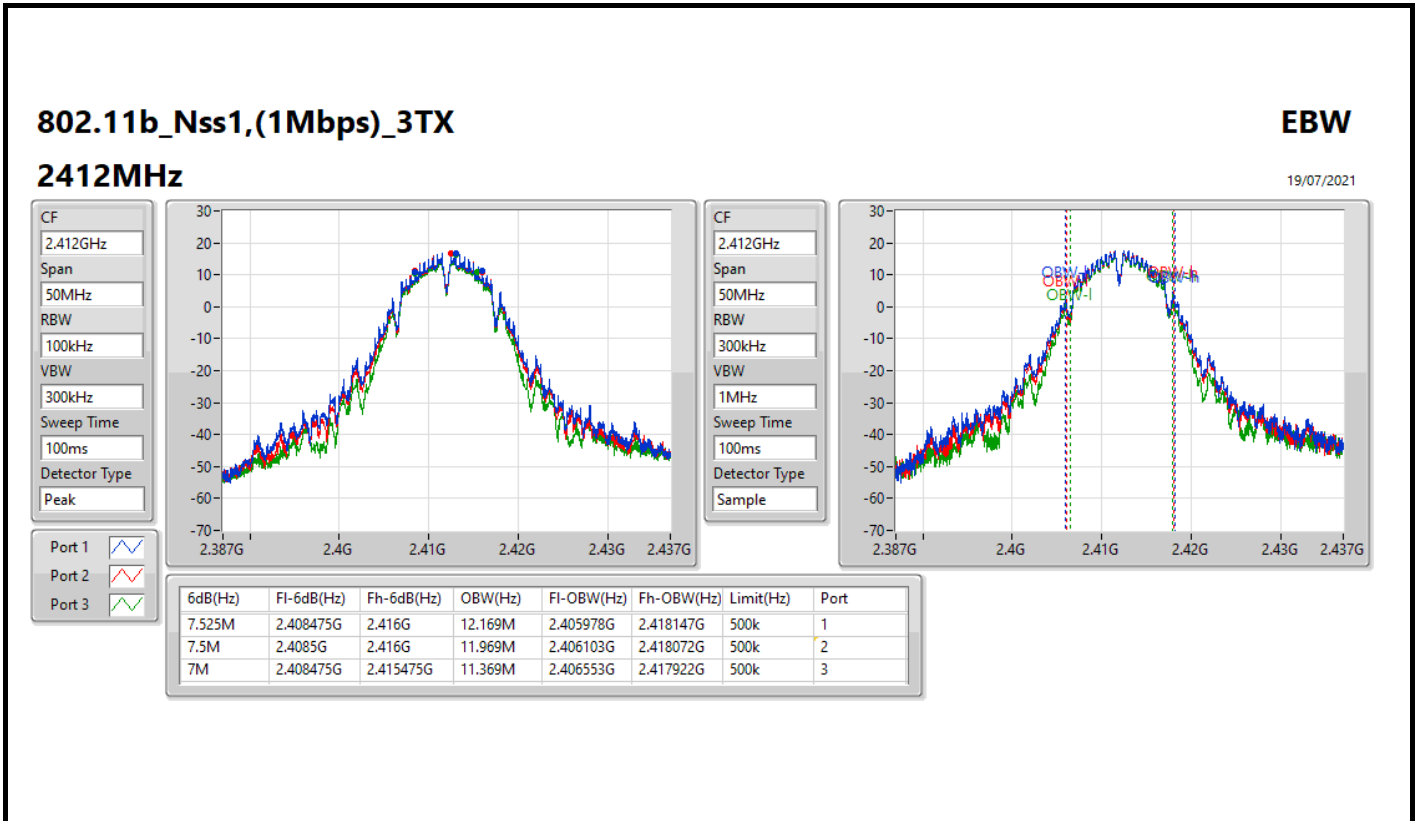 802.11b_Nss1,(1Mbps)_3TX
EBW
2412MHz
19/07/2021
CF
2.412GHz
Span
50MHz
RBW
100kHz
VBW
300kHz
Sweep Time
100ms
Detector Type
Peak
30
20
10
0
-10
-20
-30
-40
-50
-60
-70
2.387G 2.4G 2.41G 2.42G 2.43G 2.437G
CF
2.412GHz
Span
50MHz
RBW
300kHz
VBW
1MHz
Sweep Time
100ms
Detector Type
Sample
30
20
10
0
-10
-20
-30
-40
-50
-60
-70
OBW-l
2.387G 2.4G 2.41G 2.42G 2.43G 2.437G
Port 1
Port 2
Port 3
6dB(Hz) Fl-6dB(Hz) Fh-6dB(Hz) OBW(Hz) Fl-OBW(Hz) Fh-OBW(Hz) Limit(Hz) Port
7.525M 2.408475G 2.416G 12.169M 2.405978G 2.418147G 500k 1
7.5M 2.4085G 2.416G 11.969M 2.406103G 2.418072G 500k 2
7M 2.408475G 2.415475G 11.369M 2.406553G 2.417922G 500k 3